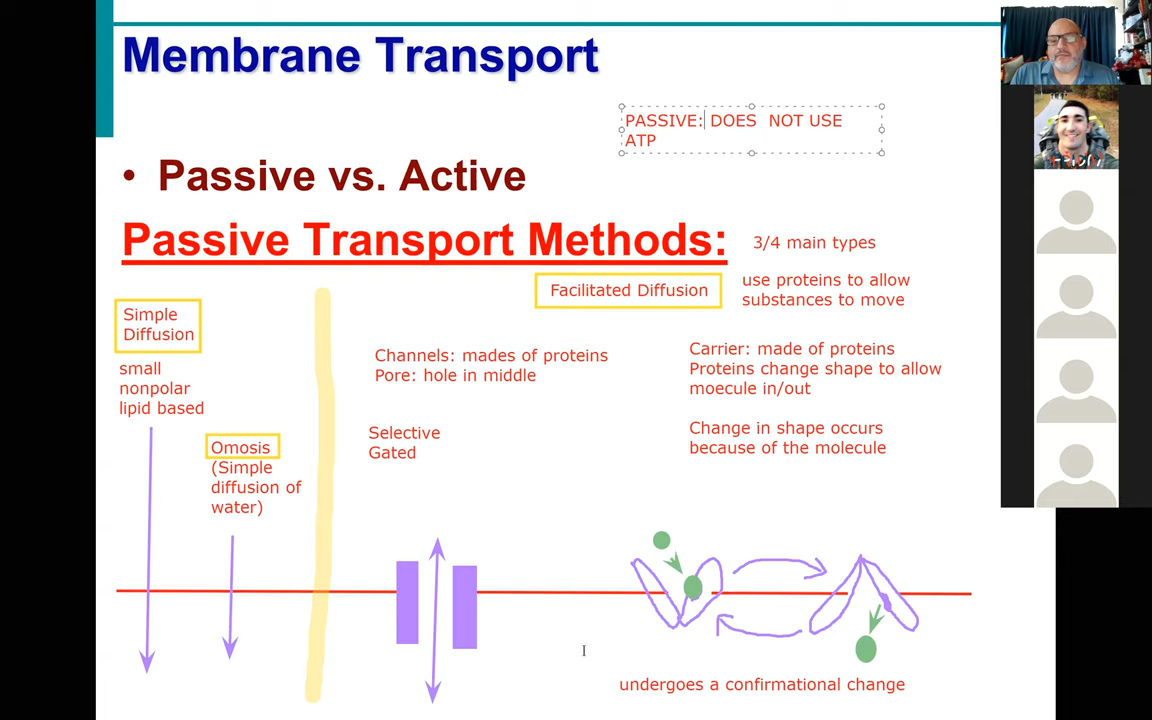 Membrane Transport
PASSIVE: DOES  NOT USE
ATP
• Passive vs. Active
Passive Transport Methods:
3/4 main types
Facilitated Diffusion
use proteins to allow
substances to move
Simple
Diffusion
small
nonpolar
lipid based
Omosis
(Simple
diffusion of
water)
Channels: mades of proteins
Pore: hole in middle
Selective
Gated
Carrier: made of proteins
Proteins change shape to allow
moecule in/out
Change in shape occurs
because of the molecule
undergoes a confirmational change